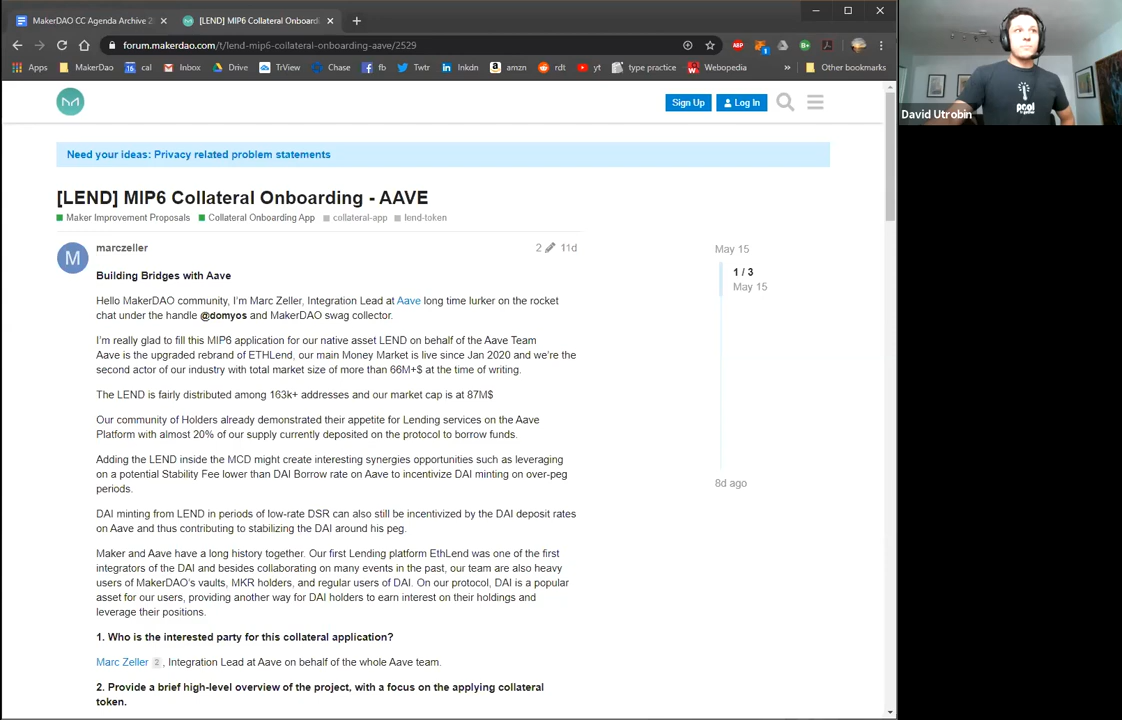 MakerDAO CC Agenda Archive 2
[LEND] MIP6 Collateral Onboardi
forum.makerdao.com/t/lend-mip6-collateral-onboarding-aave/2529
Apps MakerDao cal Inbox Drive TrView Chase fb Twtr Inkdn amzn rdt yt type practice Webopedia » Other bookmarks
Sign Up Log In
Need your ideas: Privacy related problem statements
[LEND] MIP6 Collateral Onboarding - AAVE
Maker Improvement Proposals Collateral Onboarding App collateral-app lend-token
M
marczeller 2 11d
Building Bridges with Aave
Hello MakerDAO community, I'm Marc Zeller, Integration Lead at Aave long time lurker on the rocket
chat under the handle @domyos and MakerDAO swag collector.
I'm really glad to fill this MIP6 application for our native asset LEND on behalf of the Aave Team
Aave is the upgraded rebrand of ETHLend, our main Money Market is live since Jan 2020 and we're the
second actor of our industry with total market size of more than 66M+$ at the time of writing.
The LEND is fairly distributed among 163k+ addresses and our market cap is at 87M$
Our community of Holders already demonstrated their appetite for Lending services on the Aave
Platform with almost 20% of our supply currently deposited on the protocol to borrow funds.
Adding the LEND inside the MCD might create interesting synergies opportunities such as leveraging
on a potential Stability Fee lower than DAI Borrow rate on Aave to incentivize DAI minting on over-peg
periods.
DAI minting from LEND in periods of low-rate DSR can also still be incentivized by the DAI deposit rates
on Aave and thus contributing to stabilizing the DAI around his peg.
Maker and Aave have a long history together. Our first Lending platform EthLend was one of the first
integrators of the DAI and besides collaborating on many events in the past, our team are also heavy
users of MakerDAO's vaults, MKR holders, and regular users of DAI. On our protocol, DAI is a popular
asset for our users, providing another way for DAI holders to earn interest on their holdings and
leverage their positions.
1. Who is the interested party for this collateral application?
Marc Zeller 2 , Integration Lead at Aave on behalf of the whole Aave team.
2. Provide a brief high-level overview of the project, with a focus on the applying collateral
token.
May 15
1 / 3
May 15
8d ago
David Utrobin
pool